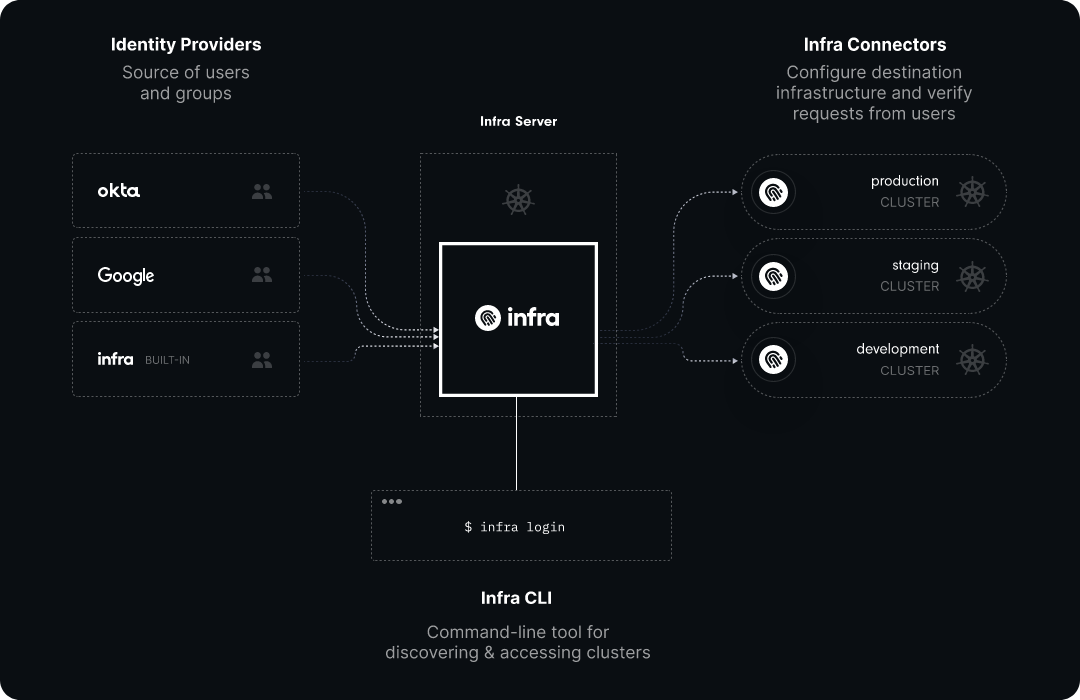 Identity Providers
Source of users
and groups
okta
Google
infra BUILT-IN
Infra Server
infra
Infra Connectors
Configure destination
infrastructure and verify
requests from users
production
CLUSTER
staging
CLUSTER
development
CLUSTER
$ infra login
Infra CLI
Command-line tool for
discovering & accessing clusters